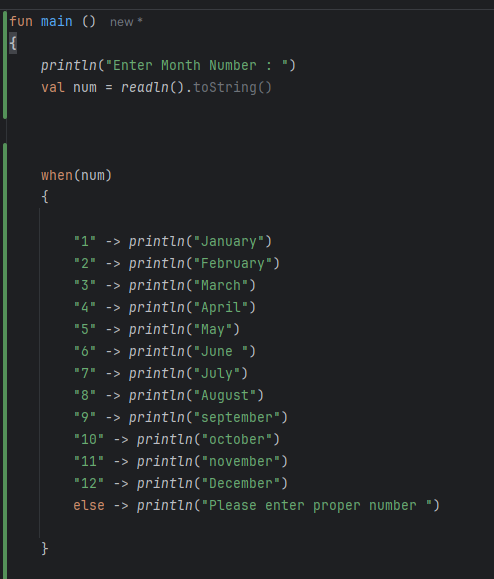 fun main () new *
{
    println("Enter Month Number : ")
    val num = readln().toString()
    when(num)
    {
        "1" -> println("January")
        "2" -> println("February")
        "3" -> println("March")
        "4" -> println("April")
        "5" -> println("May")
        "6" -> println("June ")
        "7" -> println("July")
        "8" -> println("August")
        "9" -> println("september")
        "10" -> println("october")
        "11" -> println("november")
        "12" -> println("December")
        else -> println("Please enter proper number ")
    }